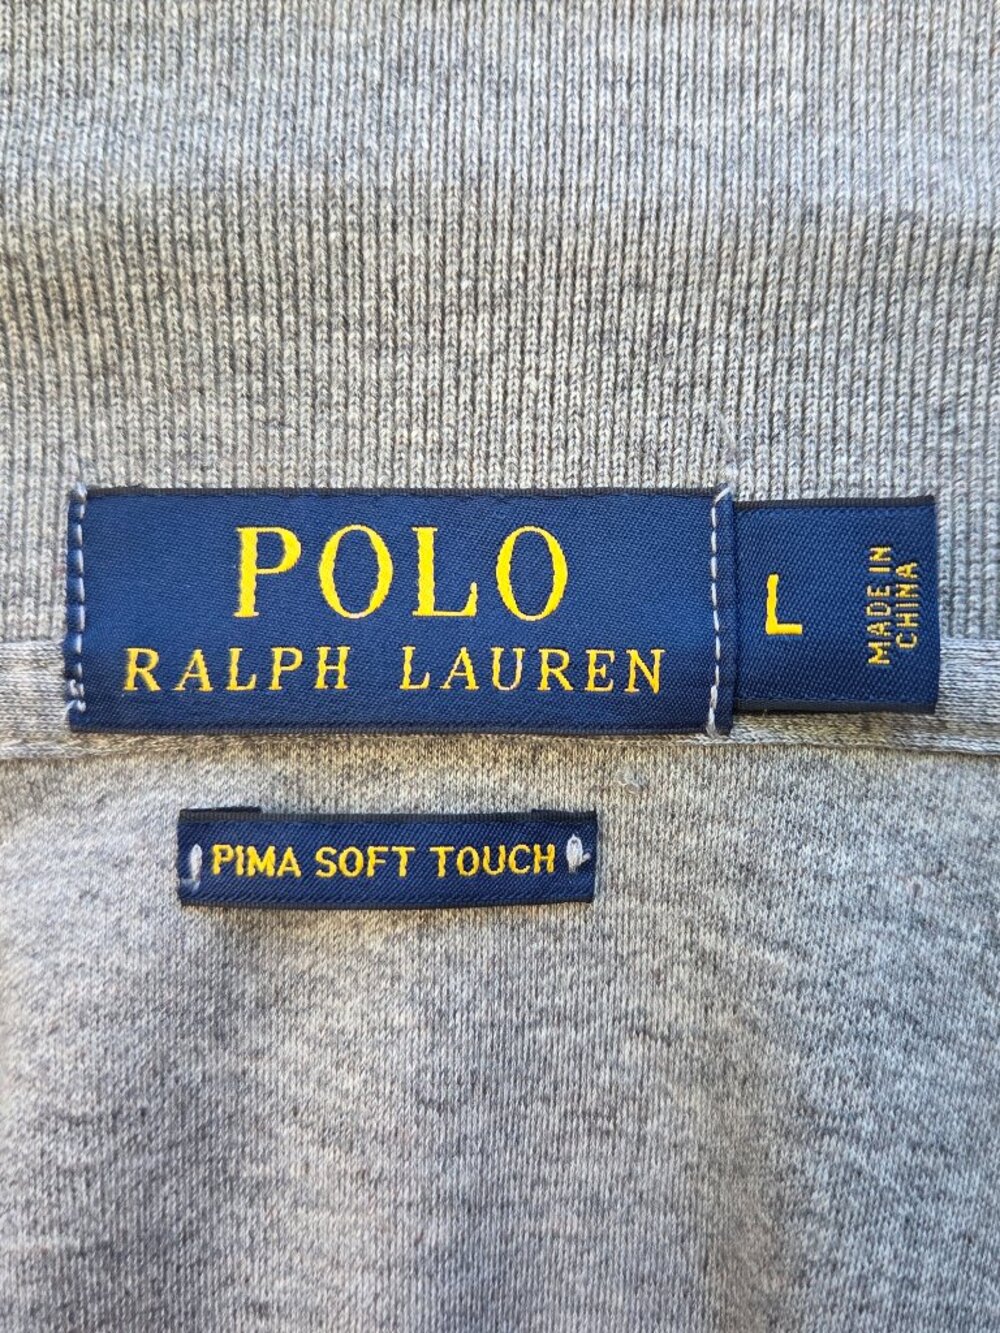 POLO
RALPH LAUREN
L
MADE IN
CHINA
PIMA SOFT TOUCH